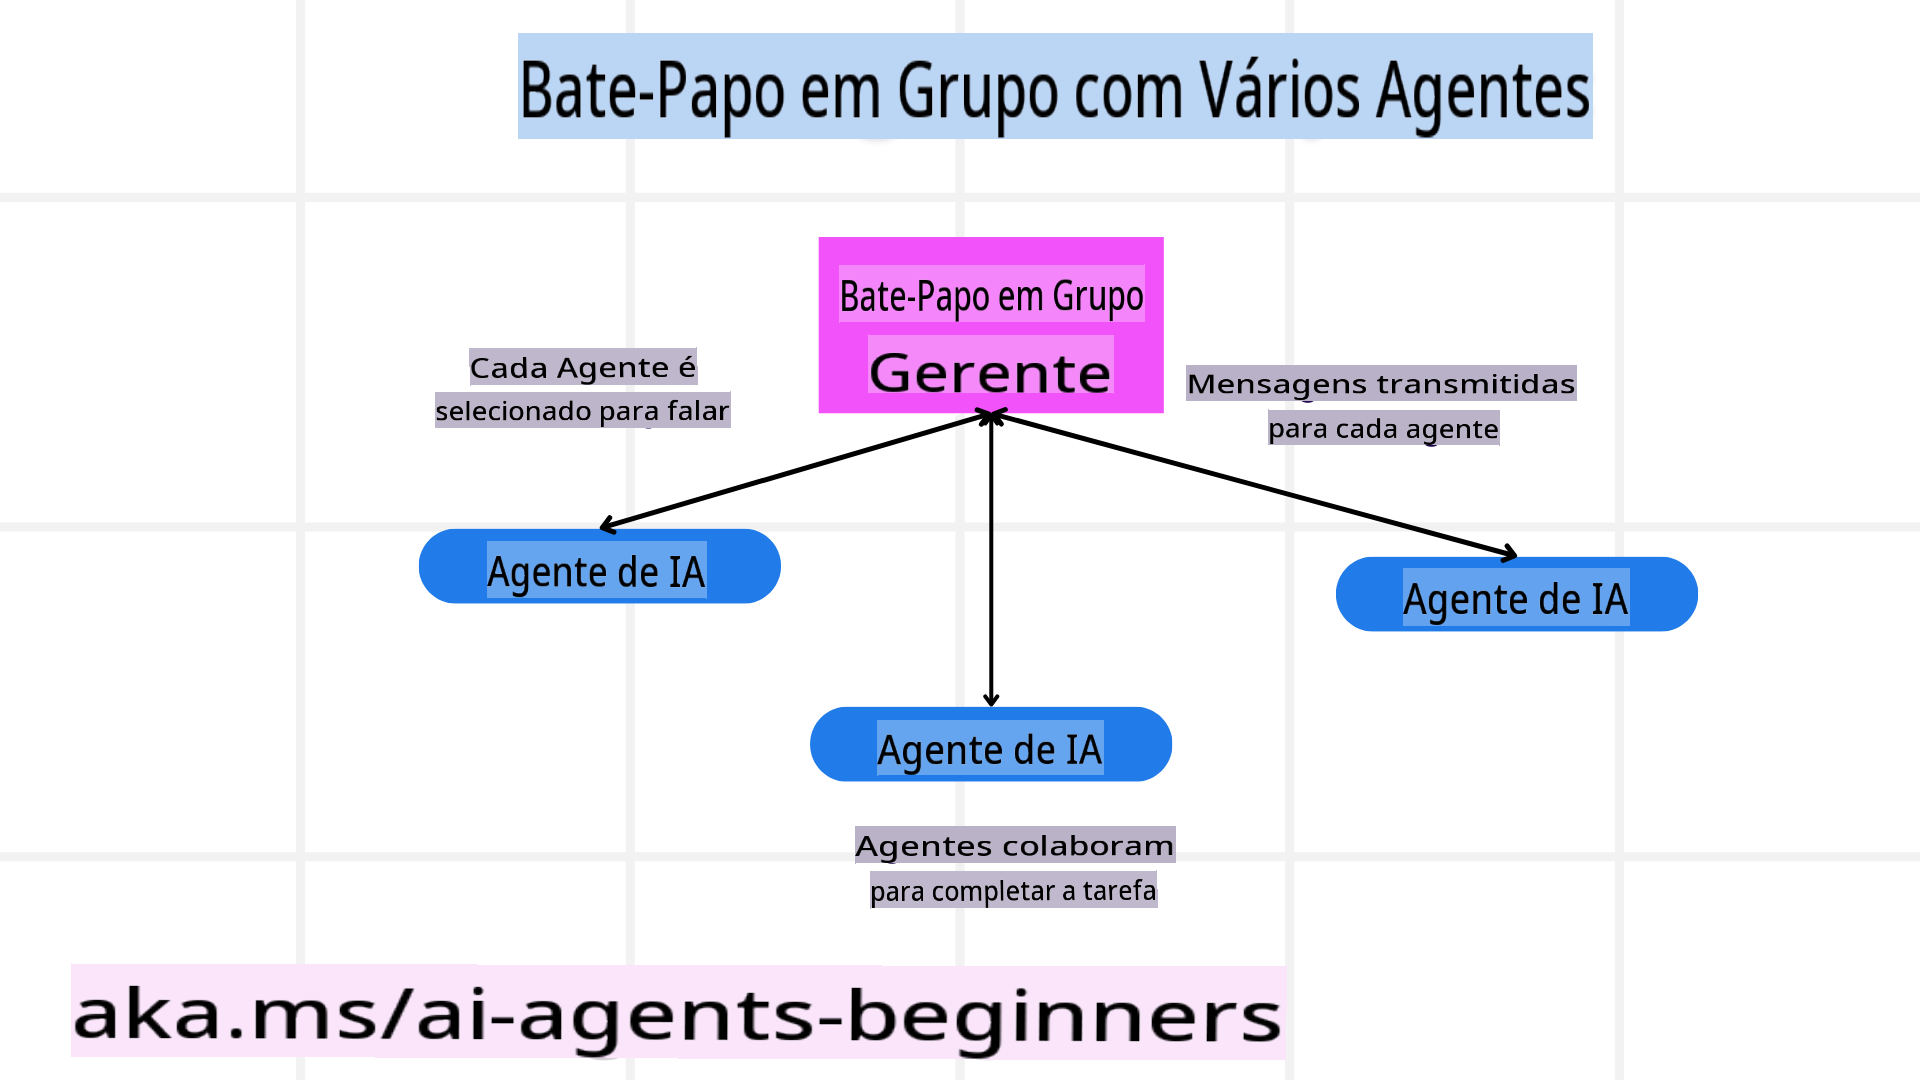 Bate-Papo em Grupo com Vários Agentes
Bate-Papo em Grupo
Gerente
Cada Agente é
selecionado para falar
Mensagens transmitidas
para cada agente
Agente de IA
Agente de IA
Agente de IA
Agentes colaboram
para completar a tarefa
aka.ms/ai-agents-beginners